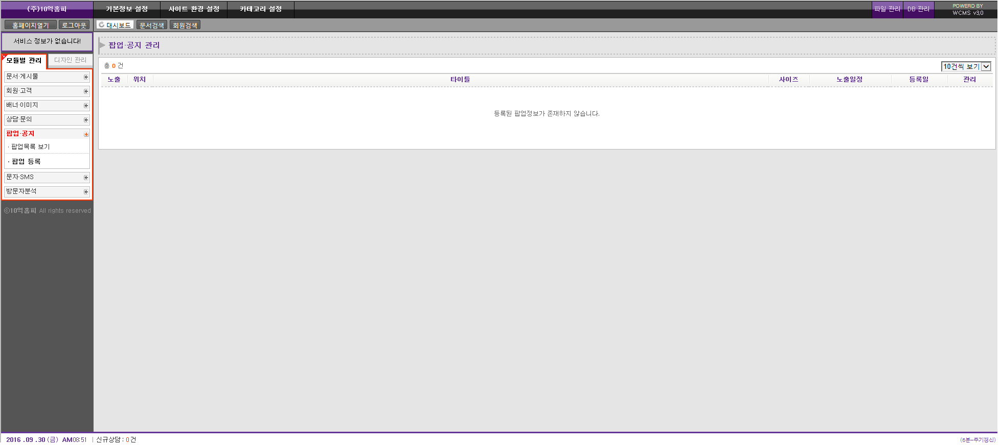 (주)10억홈피 기본정보 설정 사이트 환경 설정 카테고리 설정 파일 관리 DB 관리 POWERD BY
WCMS v3.0
홈페이지열기 로그아웃 대시보드 문서검색 회원검색
서비스 정보가 없습니다!
모듈별 관리 디자인 관리
문서·게시물
회원·고객
배너·이미지
상담·문의
팝업·공지
· 팝업목록 보기
· 팝업 등록
문자·SMS
방문자분석
ⓒ10억홈피 All rights reserved
팝업·공지 관리
총 0 건 10건씩 보기
노출 위치 타이틀 사이즈 노출일정 등록일 관리
등록된 팝업정보가 존재하지 않습니다.
2016 .09 .30 (금) AM08:51 | 신규상담 : 0 건 (6분-주기갱신)